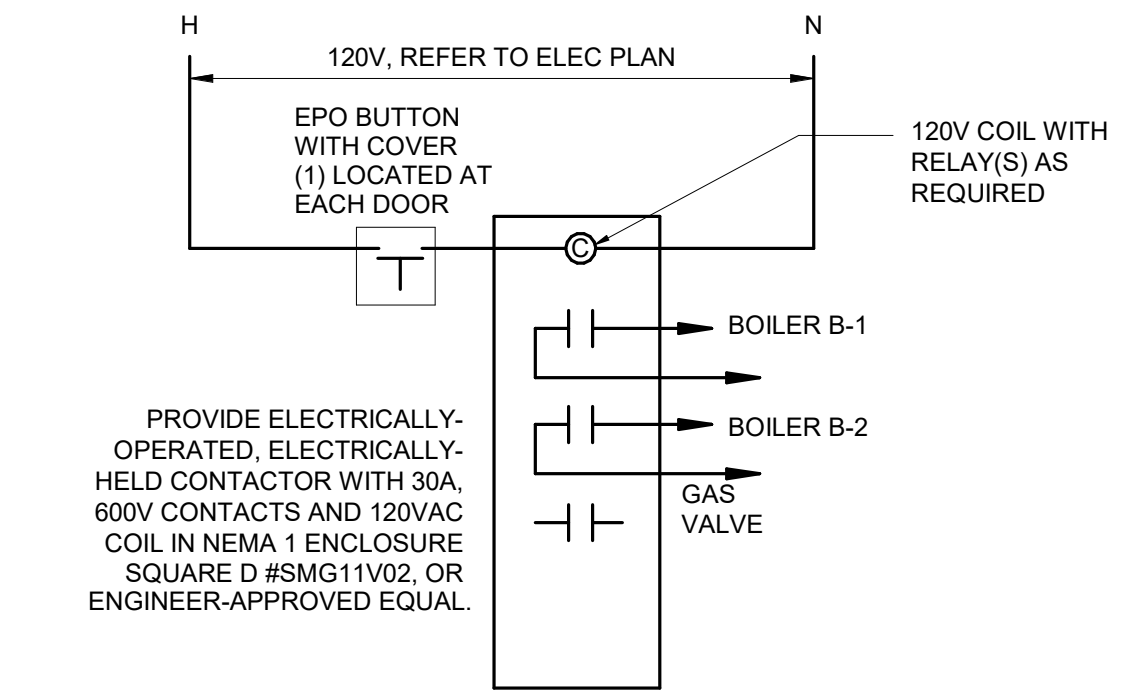 H
N
120V, REFER TO ELEC PLAN
EPO BUTTON
WITH COVER
(1) LOCATED AT
EACH DOOR
120V COIL WITH
RELAY(S) AS
REQUIRED
C
BOILER B-1
BOILER B-2
GAS
VALVE
PROVIDE ELECTRICALLY-
OPERATED, ELECTRICALLY-
HELD CONTACTOR WITH 30A,
600V CONTACTS AND 120VAC
COIL IN NEMA 1 ENCLOSURE
SQUARE D #SMG11V02, OR
ENGINEER-APPROVED EQUAL.